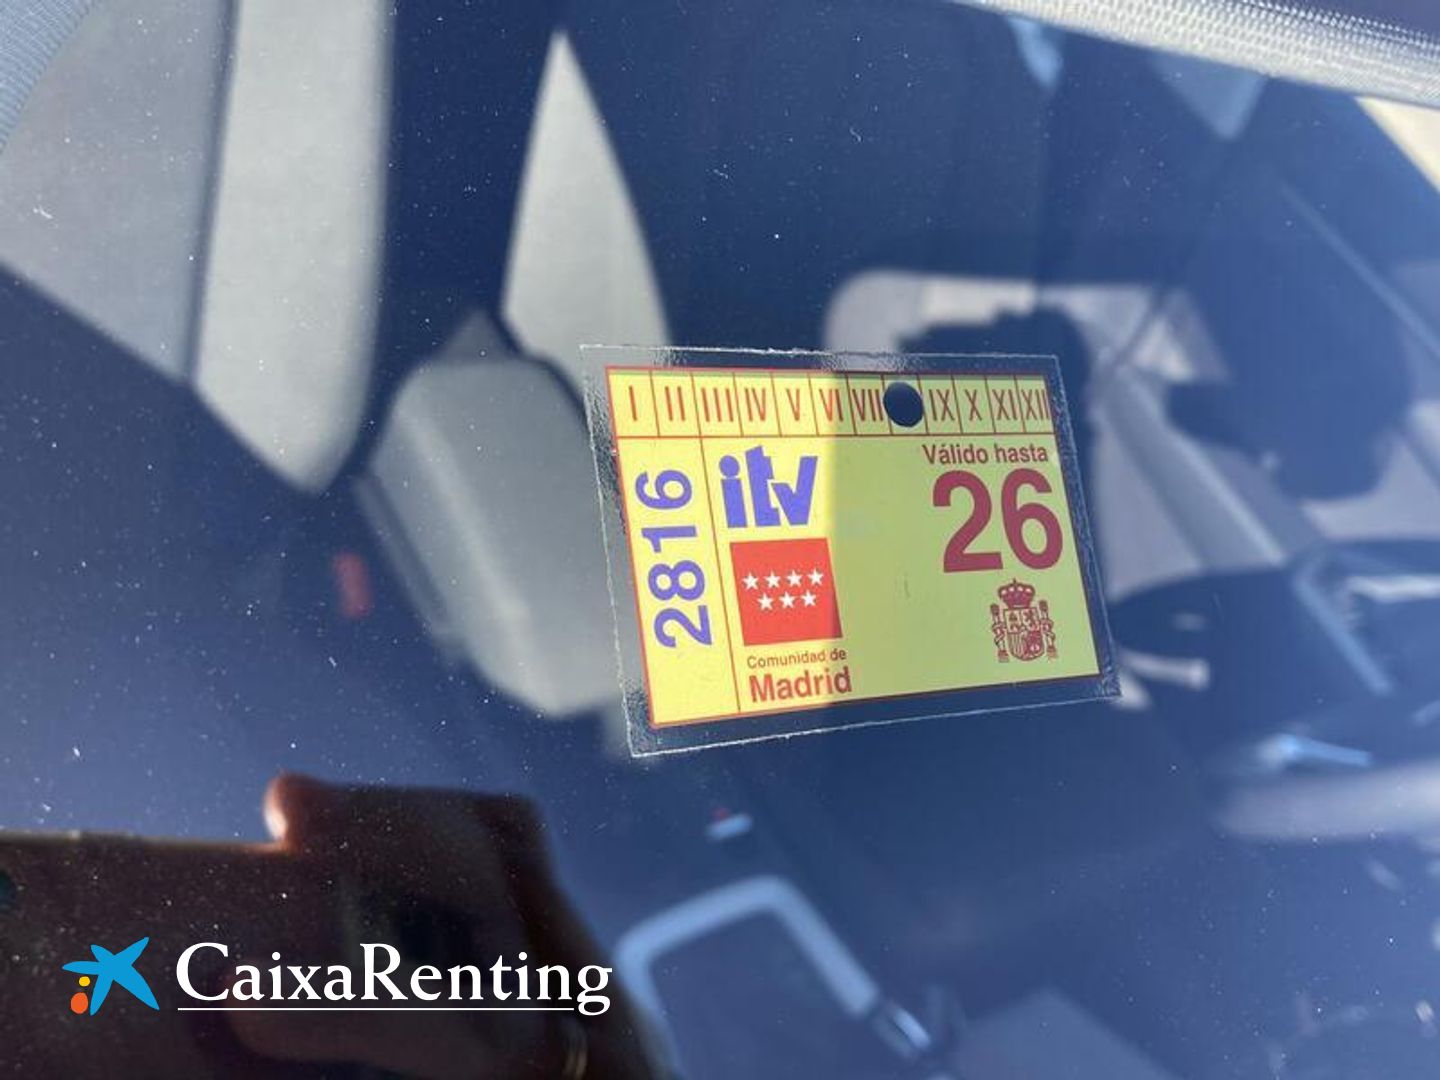 I II III IV V VI VII IX X XI XII
Válido hasta
26
itv
2816
Comunidad de
Madrid
CaixaRenting